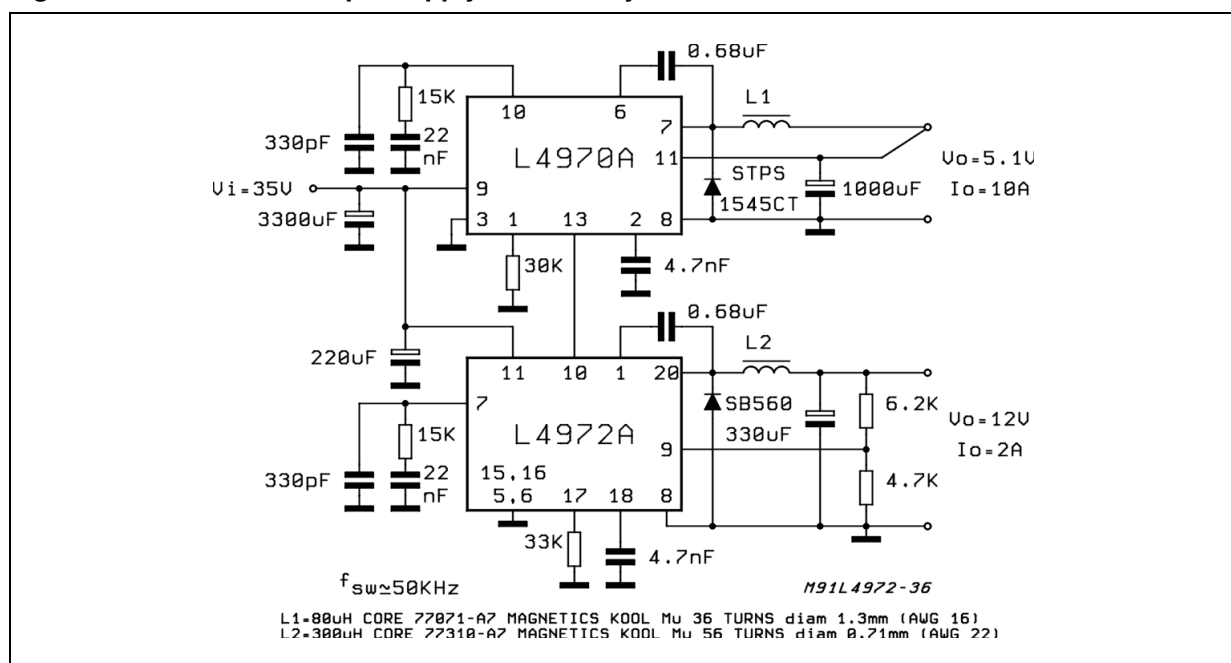 0.68uF
L1
15K
10
6
330pF
22
nF
7
L4970A
11
STPS
1545CT
1000uF
Vo=5.1V
Io=10A
Vi=35V
9
3300uF
3
1
13
2
8
30K
4.7nF
0.68uF
L2
220uF
11
10
1
20
7
SB560
6.2K
15K
L4972A
330uF
Vo=12V
Io=2A
9
330pF
22
nF
15,16
5,6
17
18
8
4.7K
33K
4.7nF
fsw≃50KHz
M91L4972-36
L1=80uH CORE 77071-A7 MAGNETICS KOOL Mu 36 TURNS diam 1.3mm (AWG 16)
L2=300uH CORE 77310-A7 MAGNETICS KOOL Mu 56 TURNS diam 0.71mm (AWG 22)